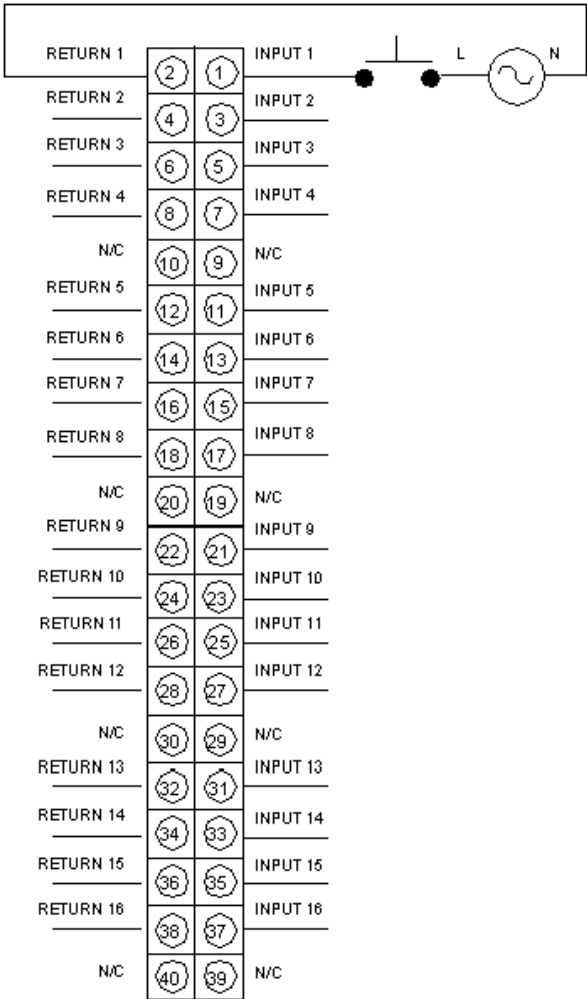 RETURN 1 2 1 INPUT 1 L N
RETURN 2 4 3 INPUT 2
RETURN 3 6 5 INPUT 3
RETURN 4 8 7 INPUT 4
N/C 10 9 N/C
RETURN 5 12 11 INPUT 5
RETURN 6 14 13 INPUT 6
RETURN 7 16 15 INPUT 7
RETURN 8 18 17 INPUT 8
N/C 20 19 N/C
RETURN 9 22 21 INPUT 9
RETURN 10 24 23 INPUT 10
RETURN 11 26 25 INPUT 11
RETURN 12 28 27 INPUT 12
N/C 30 29 N/C
RETURN 13 32 31 INPUT 13
RETURN 14 34 33 INPUT 14
RETURN 15 36 35 INPUT 15
RETURN 16 38 37 INPUT 16
N/C 40 39 N/C